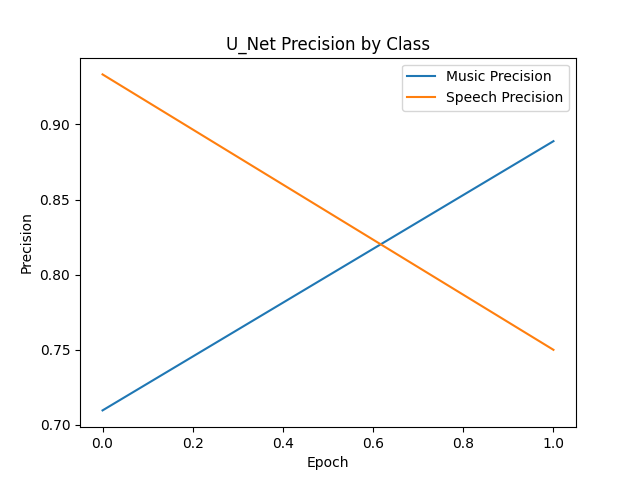 U_Net Precision by Class
Music Precision
Speech Precision
Precision
0.90
0.85
0.80
0.75
0.70
0.0 0.2 0.4 0.6 0.8 1.0
Epoch